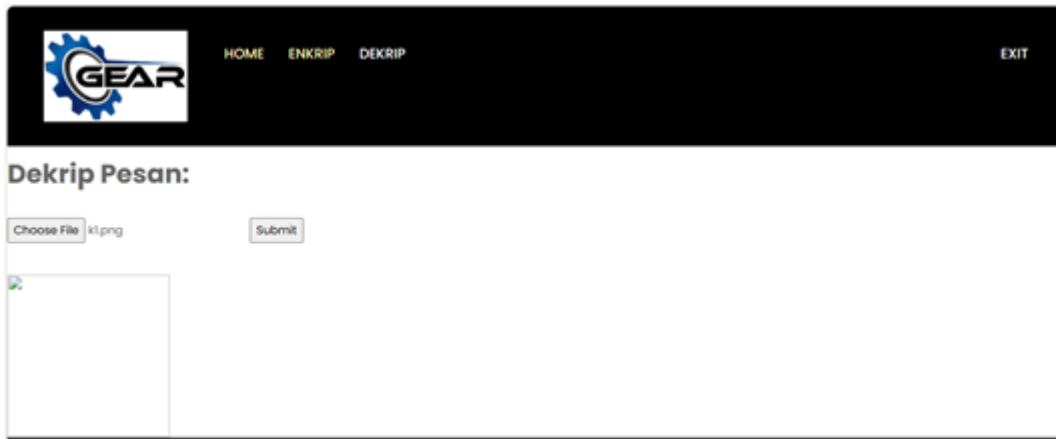 GEAR
HOME ENKRIP DEKRIP EXIT
Dekrip Pesan:
Choose File k1.png Submit